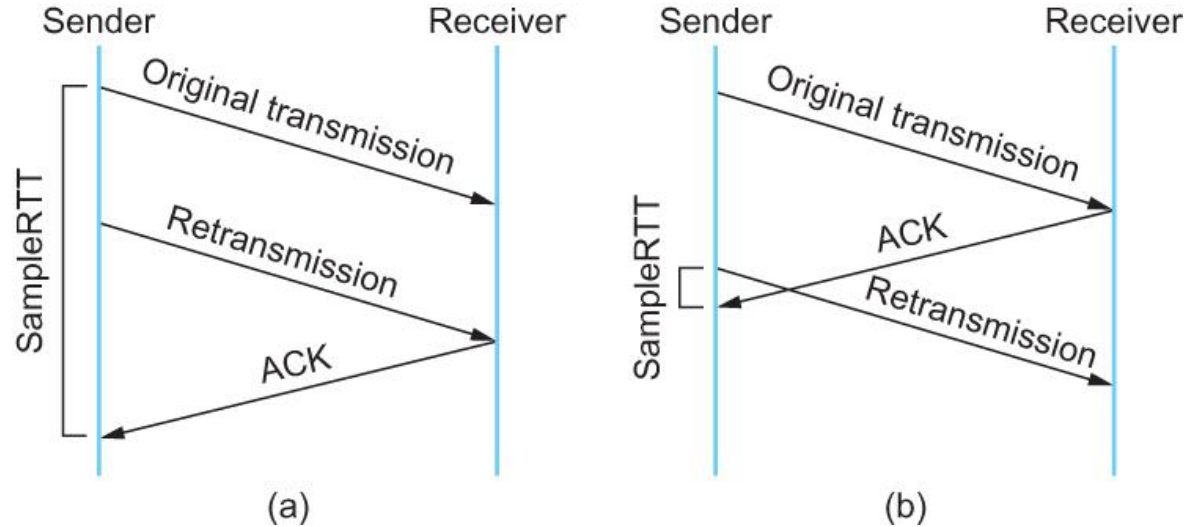 Sender
Receiver
Original transmission
SampleRTT
Retransmission
ACK
(a)
Sender
Receiver
Original transmission
ACK
SampleRTT
Retransmission
(b)